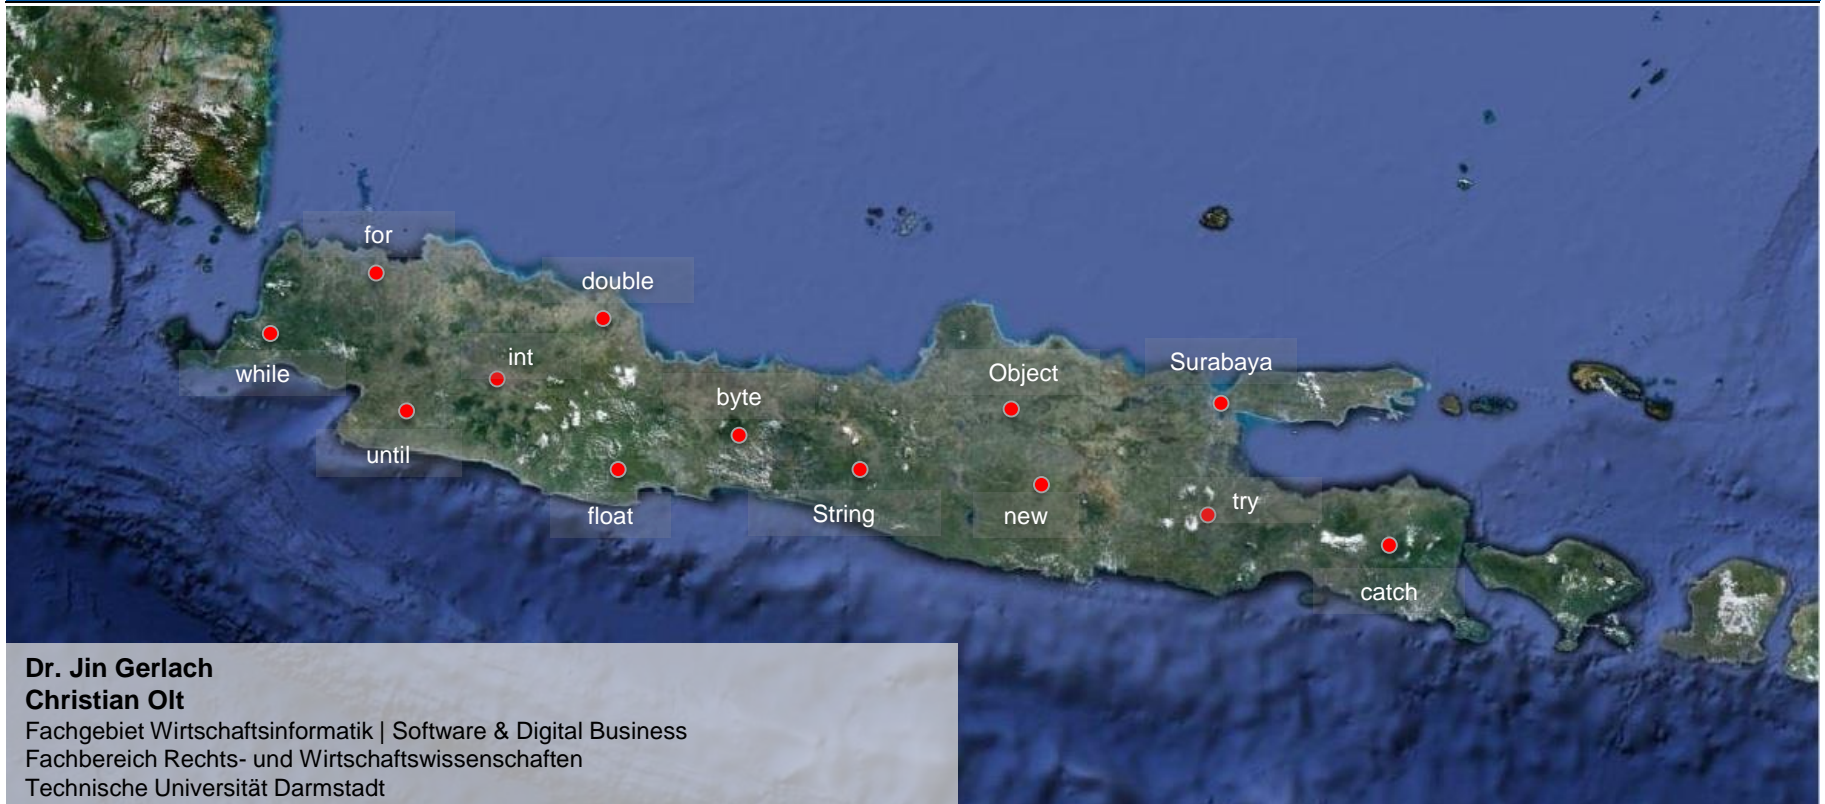 for
double
while
int
Object
Surabaya
byte
until
float
String
new
try
catch
Dr. Jin Gerlach
Christian Olt
Fachgebiet Wirtschaftsinformatik | Software & Digital Business
Fachbereich Rechts- und Wirtschaftswissenschaften
Technische Universität Darmstadt